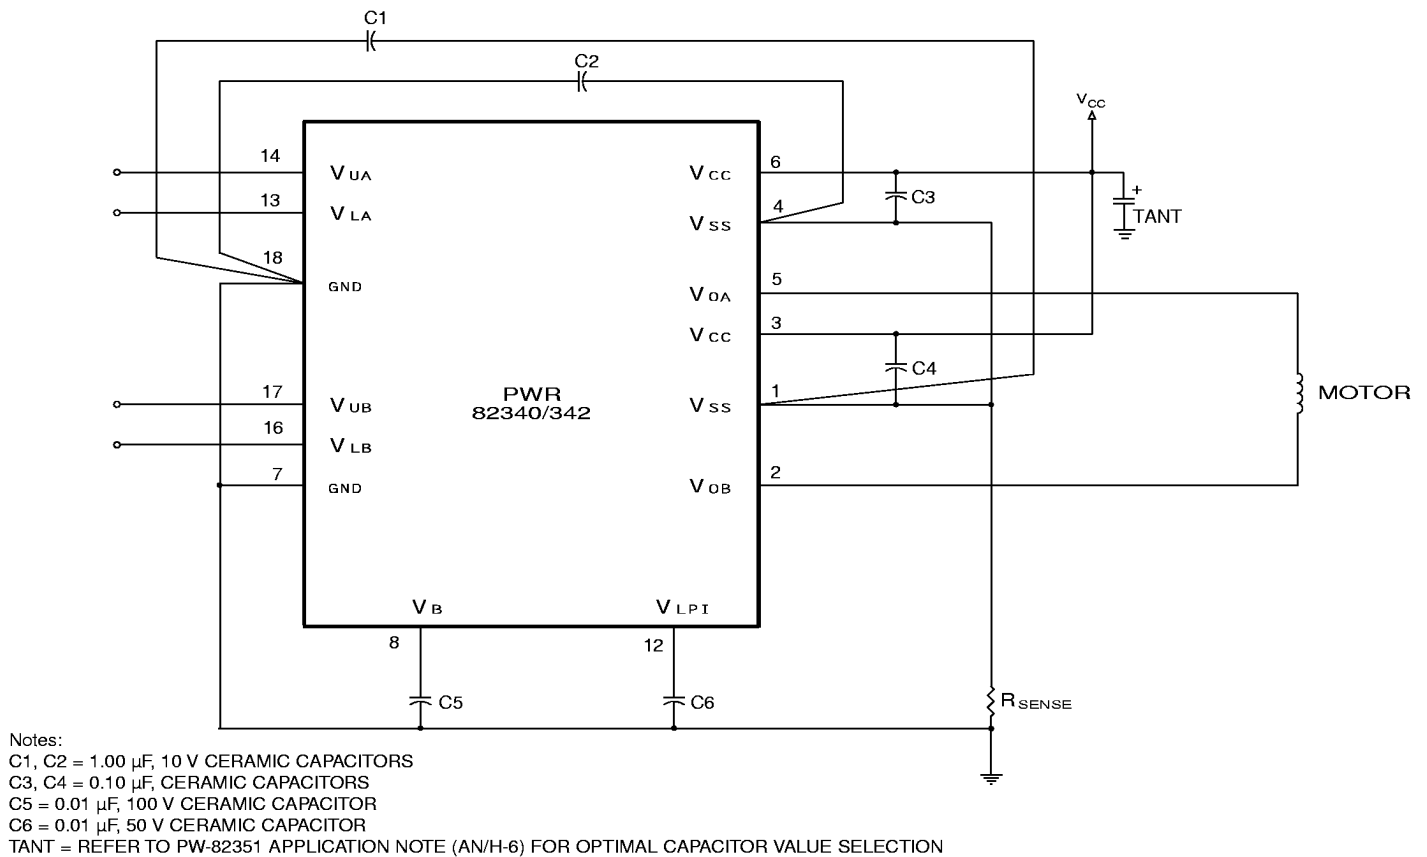 C1
C2
VCC
14
VUA
VCC
6
13
VLA
C3
+
TANT
4
VSS
18
GND
5
VOA
3
VCC
PWR
82340/342
C4
MOTOR
17
VUB
1
VSS
16
VLB
7
GND
2
VOB
VB
VLPI
8
12
C5
C6
RSENSE
Notes:
C1, C2 = 1.00 µF, 10 V CERAMIC CAPACITORS
C3, C4 = 0.10 µF, CERAMIC CAPACITORS
C5 = 0.01 µF, 100 V CERAMIC CAPACITOR
C6 = 0.01 µF, 50 V CERAMIC CAPACITOR
TANT = REFER TO PW-82351 APPLICATION NOTE (AN/H-6) FOR OPTIMAL CAPACITOR VALUE SELECTION